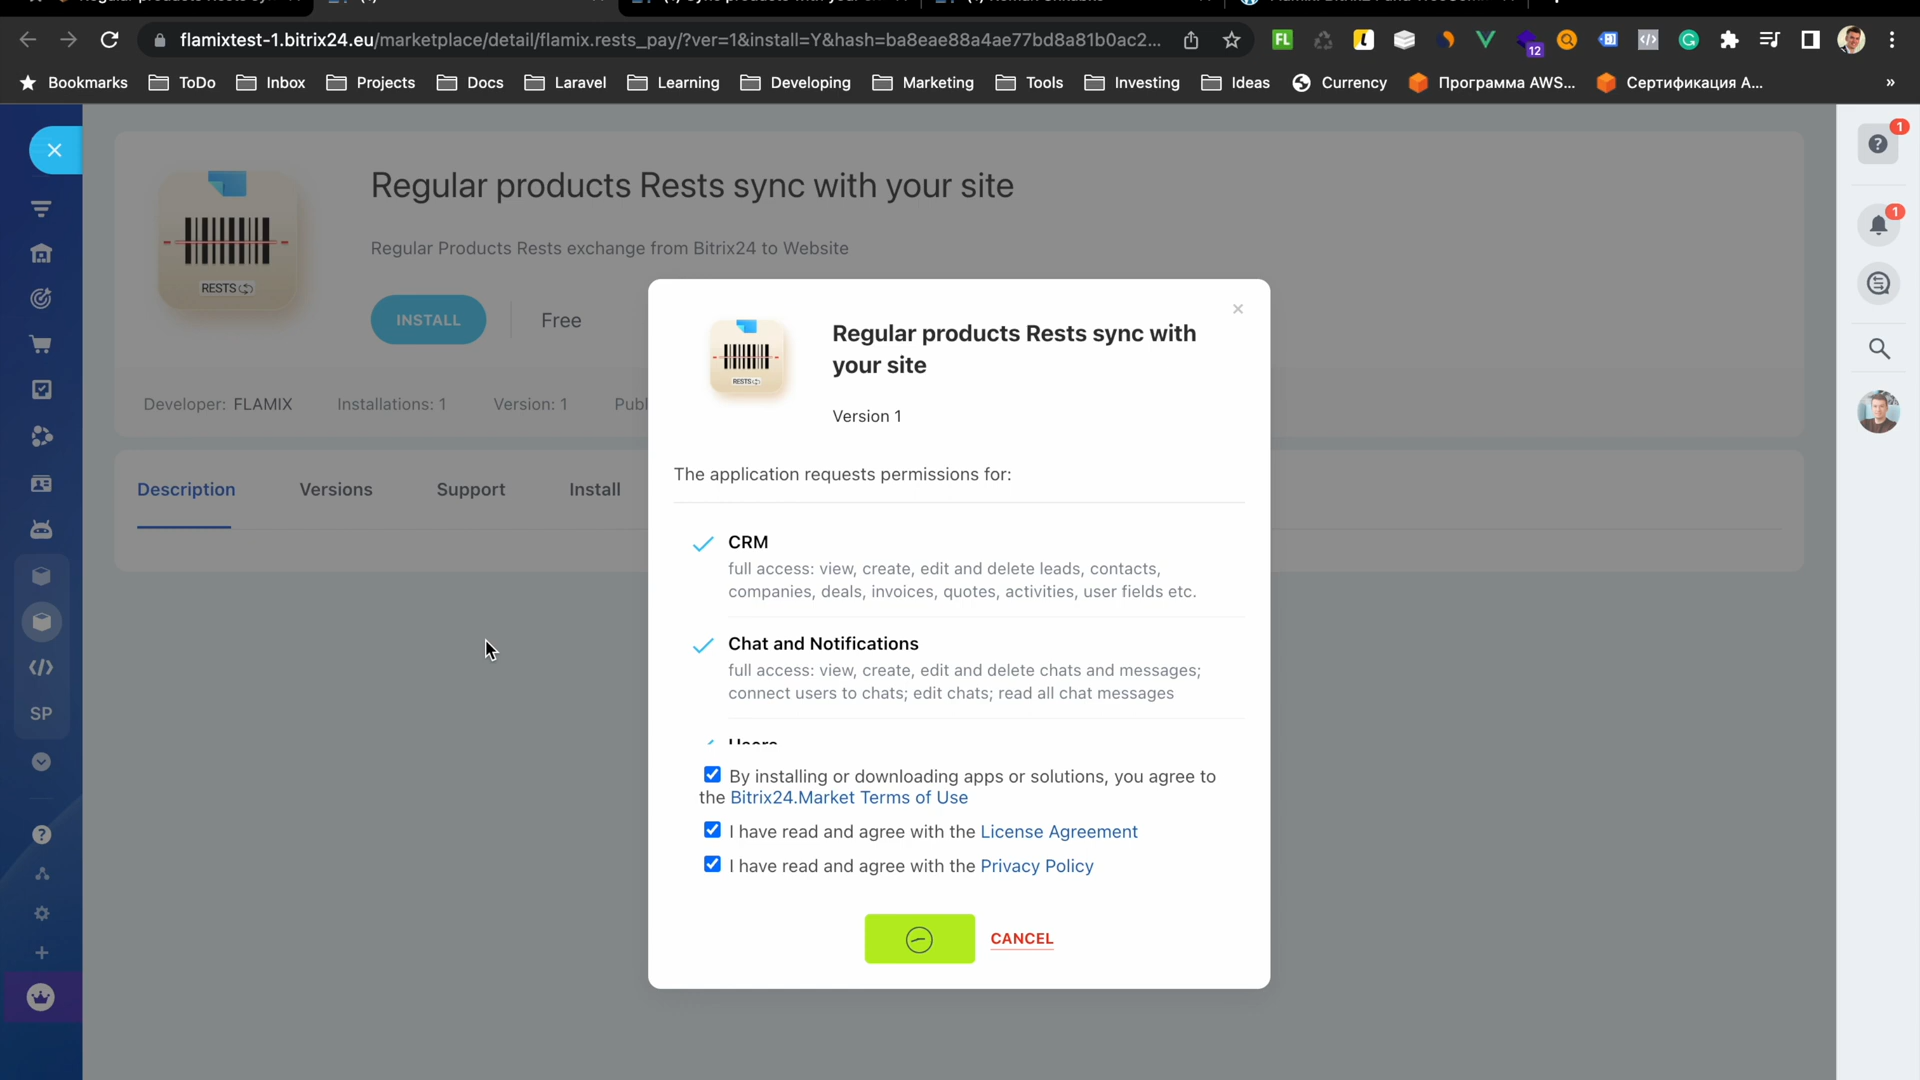 flamixtest-1.bitrix24.eu/marketplace/detail/flamix.rests_pay/?ver=1&install=Y&hash=ba8eae88a4ae77bd8a81b0ac2...
12
Bookmarks ToDo Inbox Projects Docs Laravel Learning Developing Marketing Tools Investing Ideas Currency Программа AWS... Сертификация А... »
1
Regular products Rests sync with your site
Regular Products Rests exchange from Bitrix24 to Website
1
RESTS
INSTALL Free
Regular products Rests sync with
your site
RESTS
Developer: FLAMIX Installations: 1 Version: 1 Publ
Version 1
The application requests permissions for:
Description Versions Support Install
CRM
full access: view, create, edit and delete leads, contacts,
companies, deals, invoices, quotes, activities, user fields etc.
Chat and Notifications
full access: view, create, edit and delete chats and messages;
connect users to chats; edit chats; read all chat messages
SP
Users
By installing or downloading apps or solutions, you agree to
the Bitrix24.Market Terms of Use
I have read and agree with the License Agreement
I have read and agree with the Privacy Policy
CANCEL